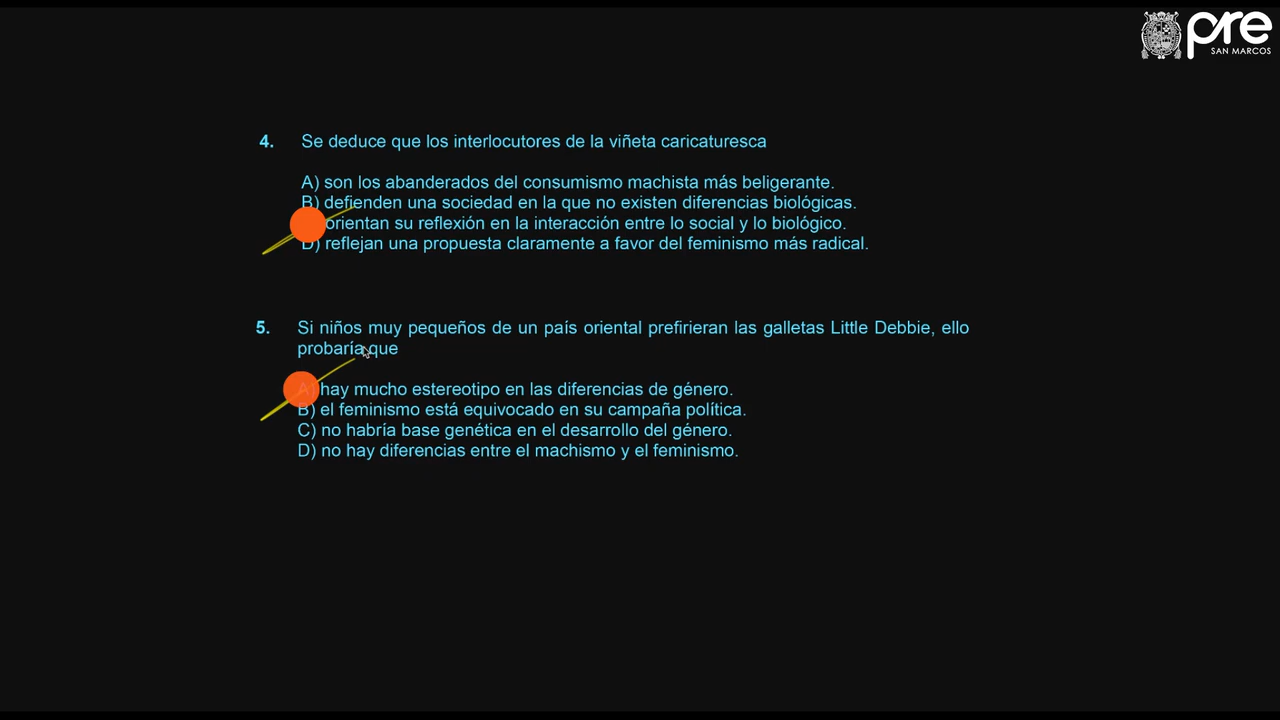 pre
SAN MARCOS
4. Se deduce que los interlocutores de la viñeta caricaturesca
A) son los abanderados del consumismo machista más beligerante.
B) defienden una sociedad en la que no existen diferencias biológicas.
orientan su reflexión en la interacción entre lo social y lo biológico.
D) reflejan una propuesta claramente a favor del feminismo más radical.
5. Si niños muy pequeños de un país oriental prefirieran las galletas Little Debbie, ello
probaría que
A) hay mucho estereotipo en las diferencias de género.
B) el feminismo está equivocado en su campaña política.
C) no habría base genética en el desarrollo del género.
D) no hay diferencias entre el machismo y el feminismo.